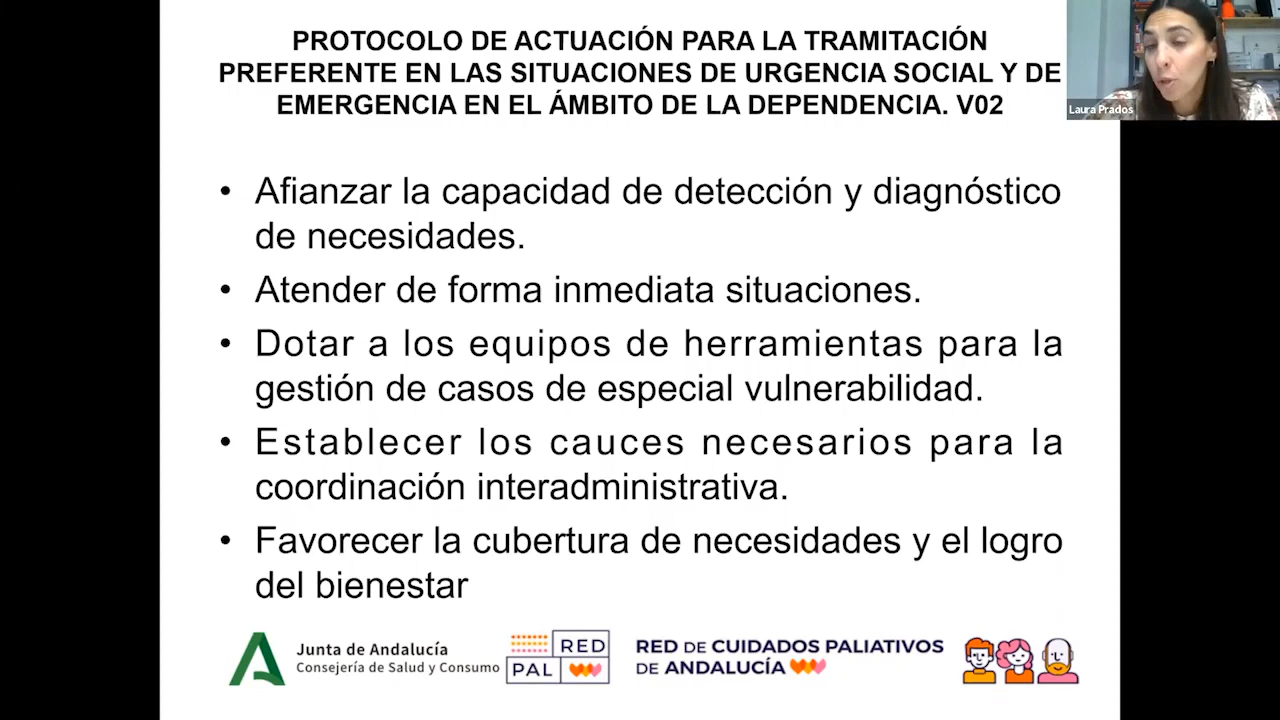 PROTOCOLO DE ACTUACIÓN PARA LA TRAMITACIÓN
PREFERENTE EN LAS SITUACIONES DE URGENCIA SOCIAL Y DE
EMERGENCIA EN EL ÁMBITO DE LA DEPENDENCIA. V02
Laura Prados
• Afianzar la capacidad de detección y diagnóstico
de necesidades.
• Atender de forma inmediata situaciones.
• Dotar a los equipos de herramientas para la
gestión de casos de especial vulnerabilidad.
• Establecer los cauces necesarios para la
coordinación interadministrativa.
• Favorecer la cubertura de necesidades y el logro
del bienestar
Junta de Andalucía
Consejería de Salud y Consumo
RED
PAL
RED DE CUIDADOS PALIATIVOS
DE ANDALUCÍA